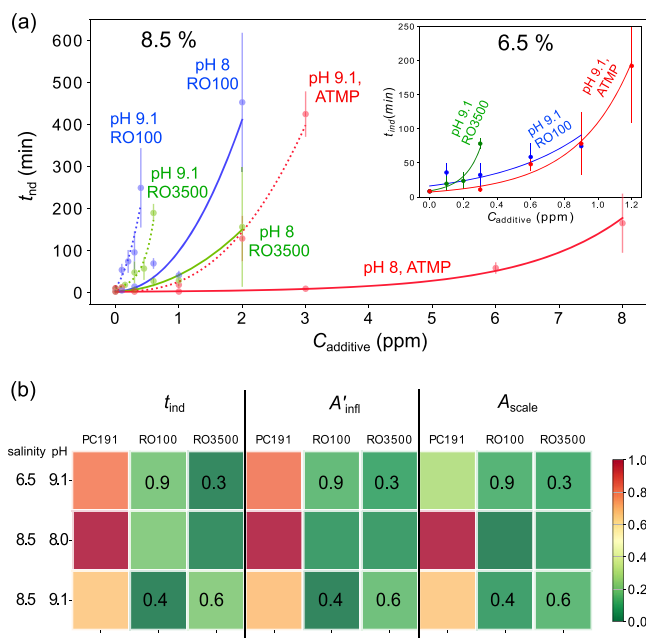 (a)
8.5 %
6.5 %
600
500
400
300
200
100
0
t_ind (min)
pH 8
RO100
pH 9.1,
ATMP
pH 9.1
RO100
pH 9.1
RO3500
pH 8
RO3500
pH 8, ATMP
0 1 2 3 4 5 6 7 8
C_additive (ppm)
250
200
150
100
50
0
t_ind(min)
pH 9.1
RO3500
pH 9.1
RO100
pH 9.1,
ATMP
0.0 0.2 0.4 0.6 0.8 1.0 1.2
C_additive (ppm)
(b)
t_ind A'_infl A_scale
salinity pH PC191 RO100 RO3500 PC191 RO100 RO3500 PC191 RO100 RO3500
6.5 9.1 0.9 0.3 0.9 0.3 0.9 0.3
8.5 8.0
8.5 9.1 0.4 0.6 0.4 0.6 0.4 0.6
1.0
0.8
0.6
0.4
0.2
0.0